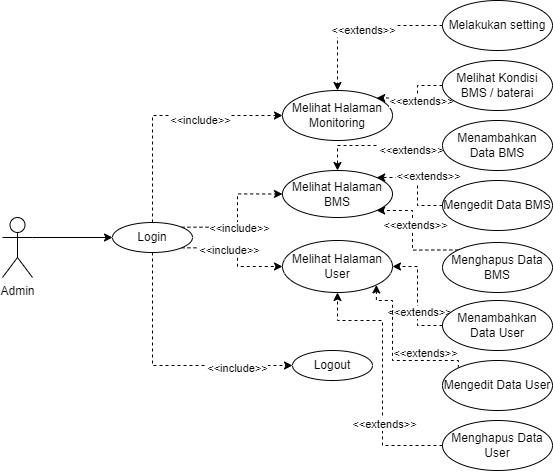 Melakukan setting
<<extends>>
Melihat Kondisi
BMS / baterai
<<extends>>
Melihat Halaman
Monitoring
<<include>>
Menambahkan
Data BMS
<<extends>>
Melihat Halaman
BMS
<<extends>>
Mengedit Data BMS
<<extends>>
Login
<<include>>
<<include>>
Admin
Melihat Halaman
User
Menghapus Data
BMS
<<extends>>
Menambahkan
Data User
<<extends>>
<<include>>
Logout
Mengedit Data User
<<extends>>
Menghapus Data
User